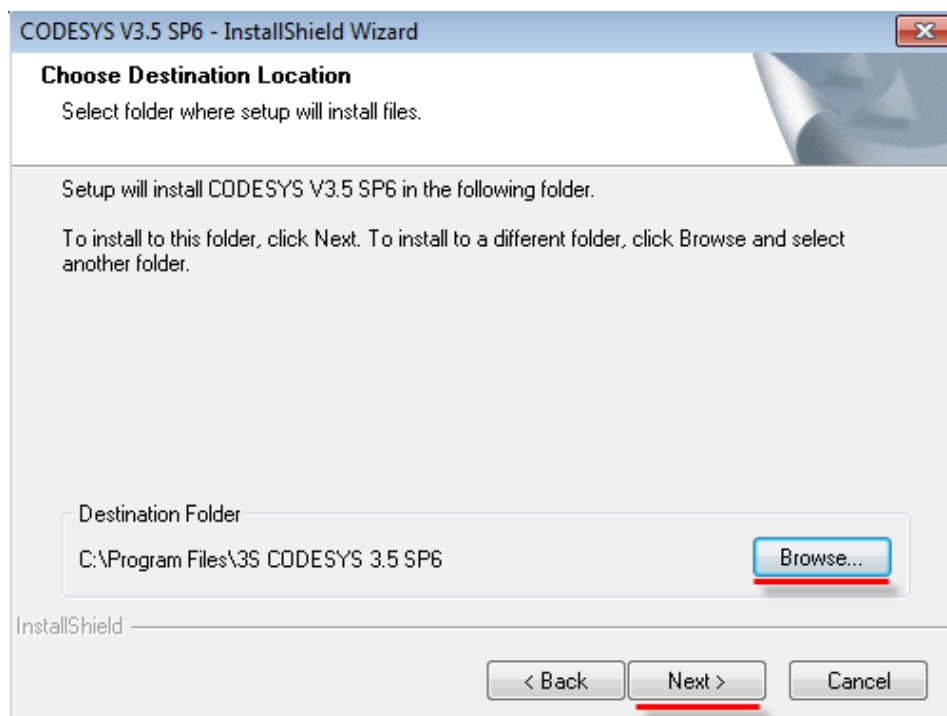 CODESYS V3.5 SP6 - InstallShield Wizard
Choose Destination Location
Select folder where setup will install files.
Setup will install CODESYS V3.5 SP6 in the following folder.
To install to this folder, click Next. To install to a different folder, click Browse and select
another folder.
Destination Folder
C:\Program Files\3S CODESYS 3.5 SP6
Browse...
InstallShield
< Back
Next >
Cancel